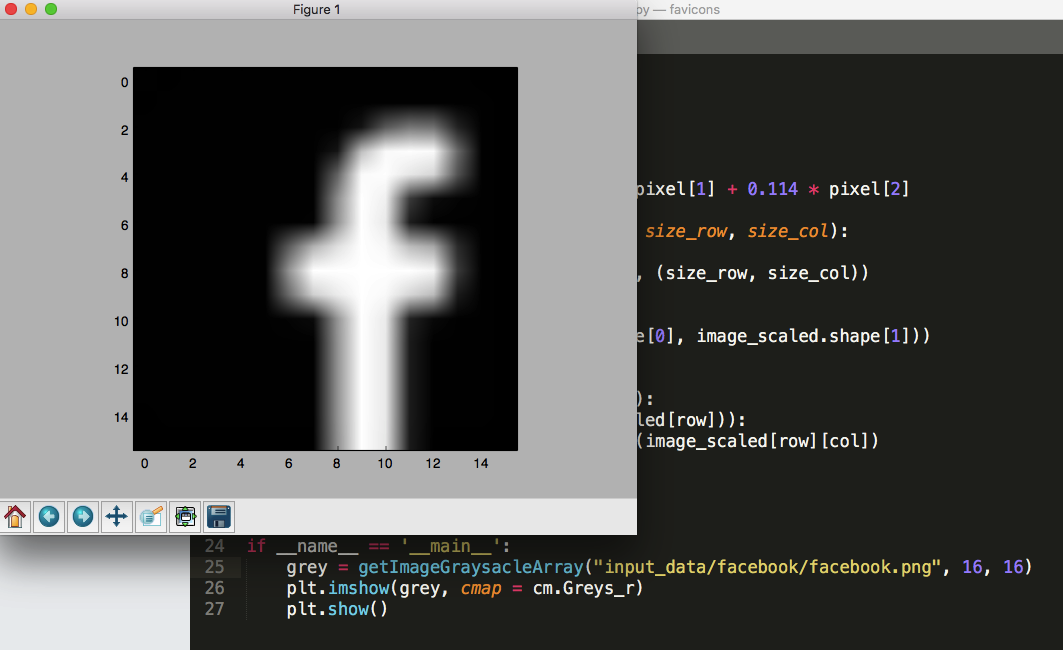 Figure 1
py — favicons
0
2
4
6
8
10
12
14
0 2 4 6 8 10 12 14
pixel[1] + 0.114 * pixel[2]
size_row, size_col):
, (size_row, size_col))
e[0], image_scaled.shape[1]))
):
led[row])):
(image_scaled[row][col])
24 if __name__ == '__main__':
25 grey = getImageGraysacleArray("input_data/facebook/facebook.png", 16, 16)
26 plt.imshow(grey, cmap = cm.Greys_r)
27 plt.show()